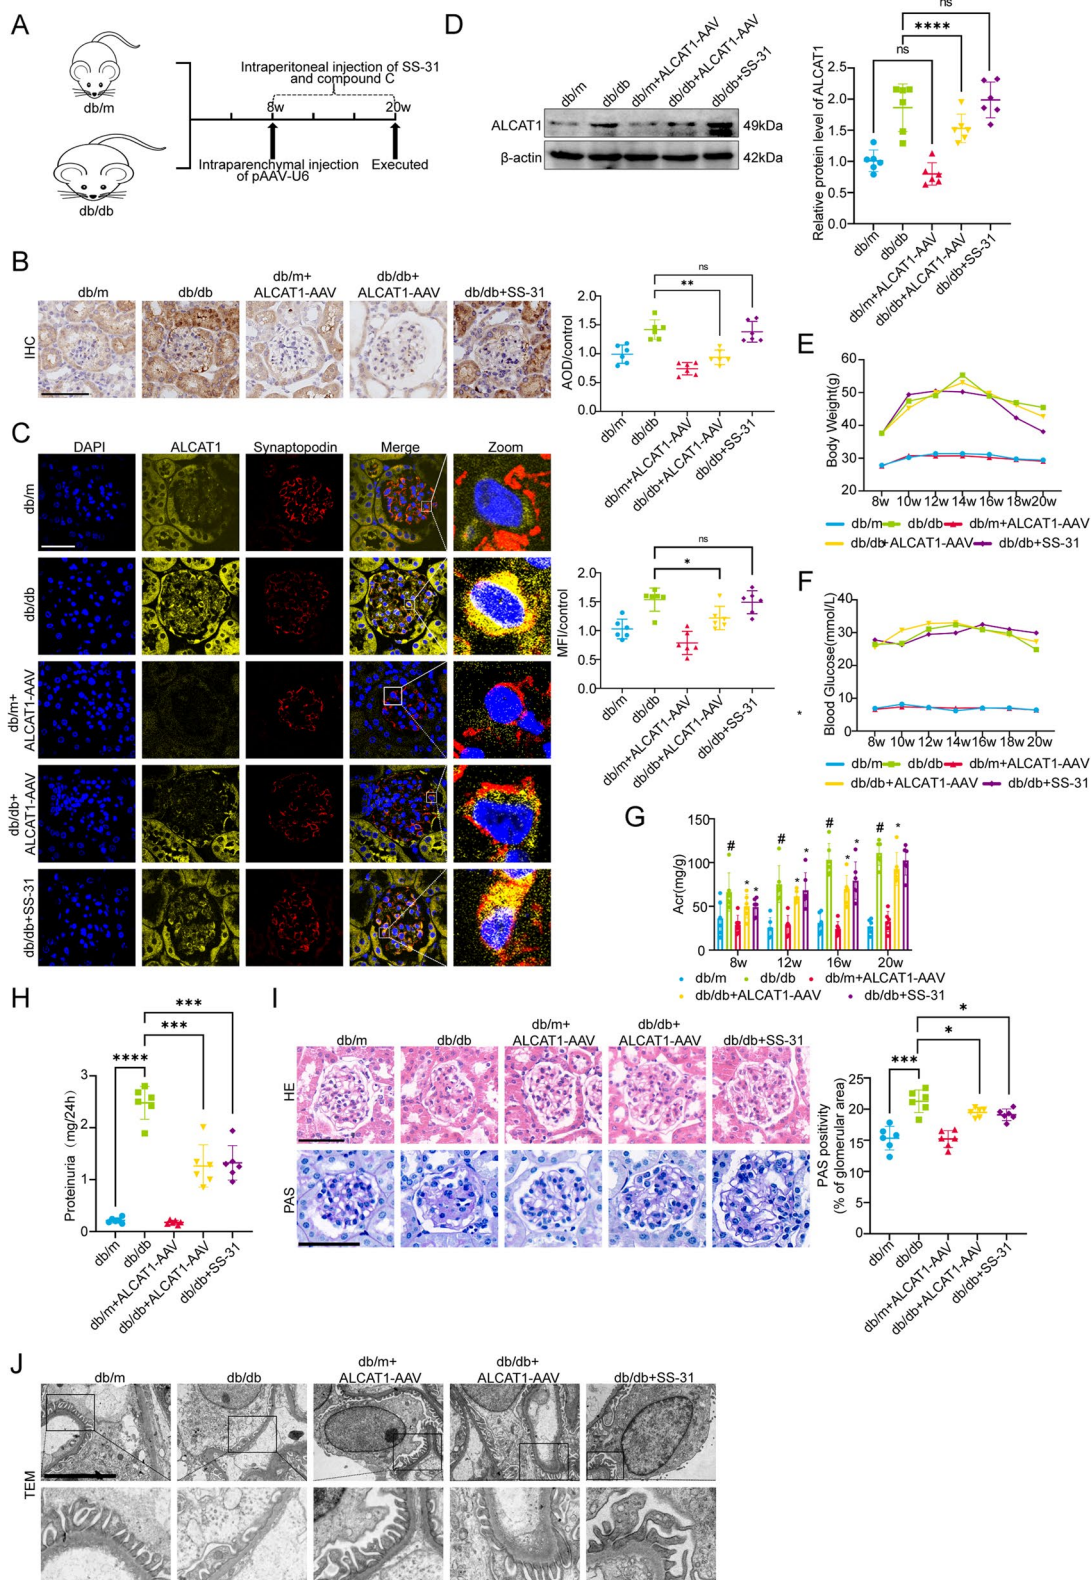 A
db/m
db/db
Intraperitoneal injection of SS-31
and compound C
8w
20w
Intraparenchymal injection
of pAAV-U6
Executed
D
db/m
db/db
db/m+ALCAT1-AAV
db/db+ALCAT1-AAV
db/db+SS-31
ALCAT1
49kDa
β-actin
42kDa
Relative protein level of ALCAT1
2.5
2.0
1.5
1.0
0.5
0.0
ns
****
ns
db/m
db/db
db/m+ALCAT1-AAV
db/db+ALCAT1-AAV
db/db+SS-31
B
db/m
db/db
db/m+
ALCAT1-AAV
db/db+
ALCAT1-AAV
db/db+SS-31
IHC
AOD/control
2.0
1.5
1.0
0.5
0.0
ns
**
db/m
db/db
db/m+ALCAT1-AAV
db/db+ALCAT1-AAV
db/db+SS-31
C
DAPI
ALCAT1
Synaptopodin
Merge
Zoom
db/m
db/db
db/m+
ALCAT1-AAV
db/db+
ALCAT1-AAV
db/db+SS-31
MFI/control
2.0
1.5
1.0
0.5
0.0
ns
*
db/m
db/db
db/m+ALCAT1-AAV
db/db+ALCAT1-AAV
db/db+SS-31
E
Body Weight(g)
60
50
40
30
20
8w 10w 12w 14w 16w 18w 20w
db/m db/db db/m+ALCAT1-AAV
db/db+ALCAT1-AAV db/db+SS-31
F
Blood Glucose(mmol/L)
40
30
20
10
0
*
8w 10w 12w 14w 16w 18w 20w
db/m db/db db/m+ALCAT1-AAV
db/db+ALCAT1-AAV db/db+SS-31
G
Acr(mg/g)
150
100
50
0
# * *
# * *
# * *
# *
8w 12w 16w 20w
db/m db/db db/m+ALCAT1-AAV
db/db+ALCAT1-AAV db/db+SS-31
H
Proteinuria (mg/24h)
3
2
1
0
***
***
****
db/m
db/db
db/m+ALCAT1-AAV
db/db+ALCAT1-AAV
db/db+SS-31
I
db/m
db/db
db/m+
ALCAT1-AAV
db/db+
ALCAT1-AAV
db/db+SS-31
HE
PAS
PAS positivity
(% of glomerular area)
25
20
15
10
5
0
*
*
***
db/m
db/db
db/m+ALCAT1-AAV
db/db+ALCAT1-AAV
db/db+SS-31
J
db/m
db/db
db/m+
ALCAT1-AAV
db/db+
ALCAT1-AAV
db/db+SS-31
TEM